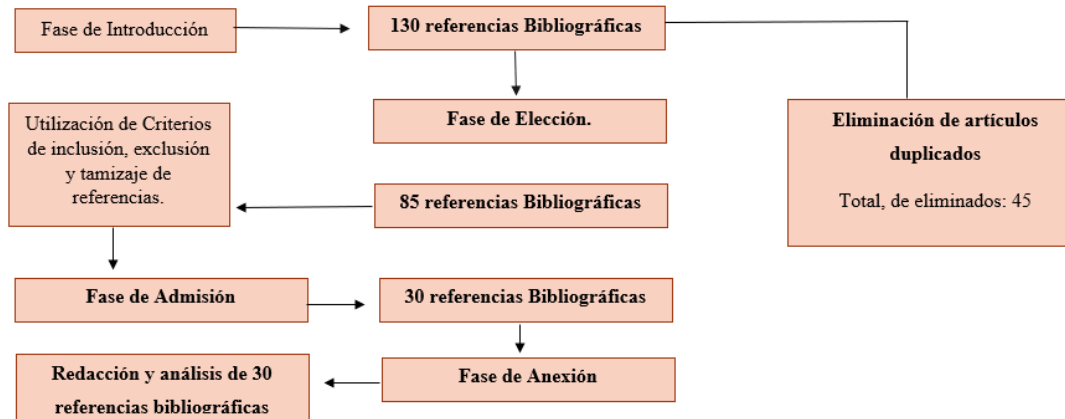 Fase de Introducción
130 referencias Bibliográficas
Fase de Elección.
Eliminación de artículos
duplicados
Total, de eliminados: 45
Utilización de Criterios
de inclusión, exclusión
y tamizaje de
referencias.
85 referencias Bibliográficas
Fase de Admisión
30 referencias Bibliográficas
Fase de Anexión
Redacción y análisis de 30
referencias bibliográficas